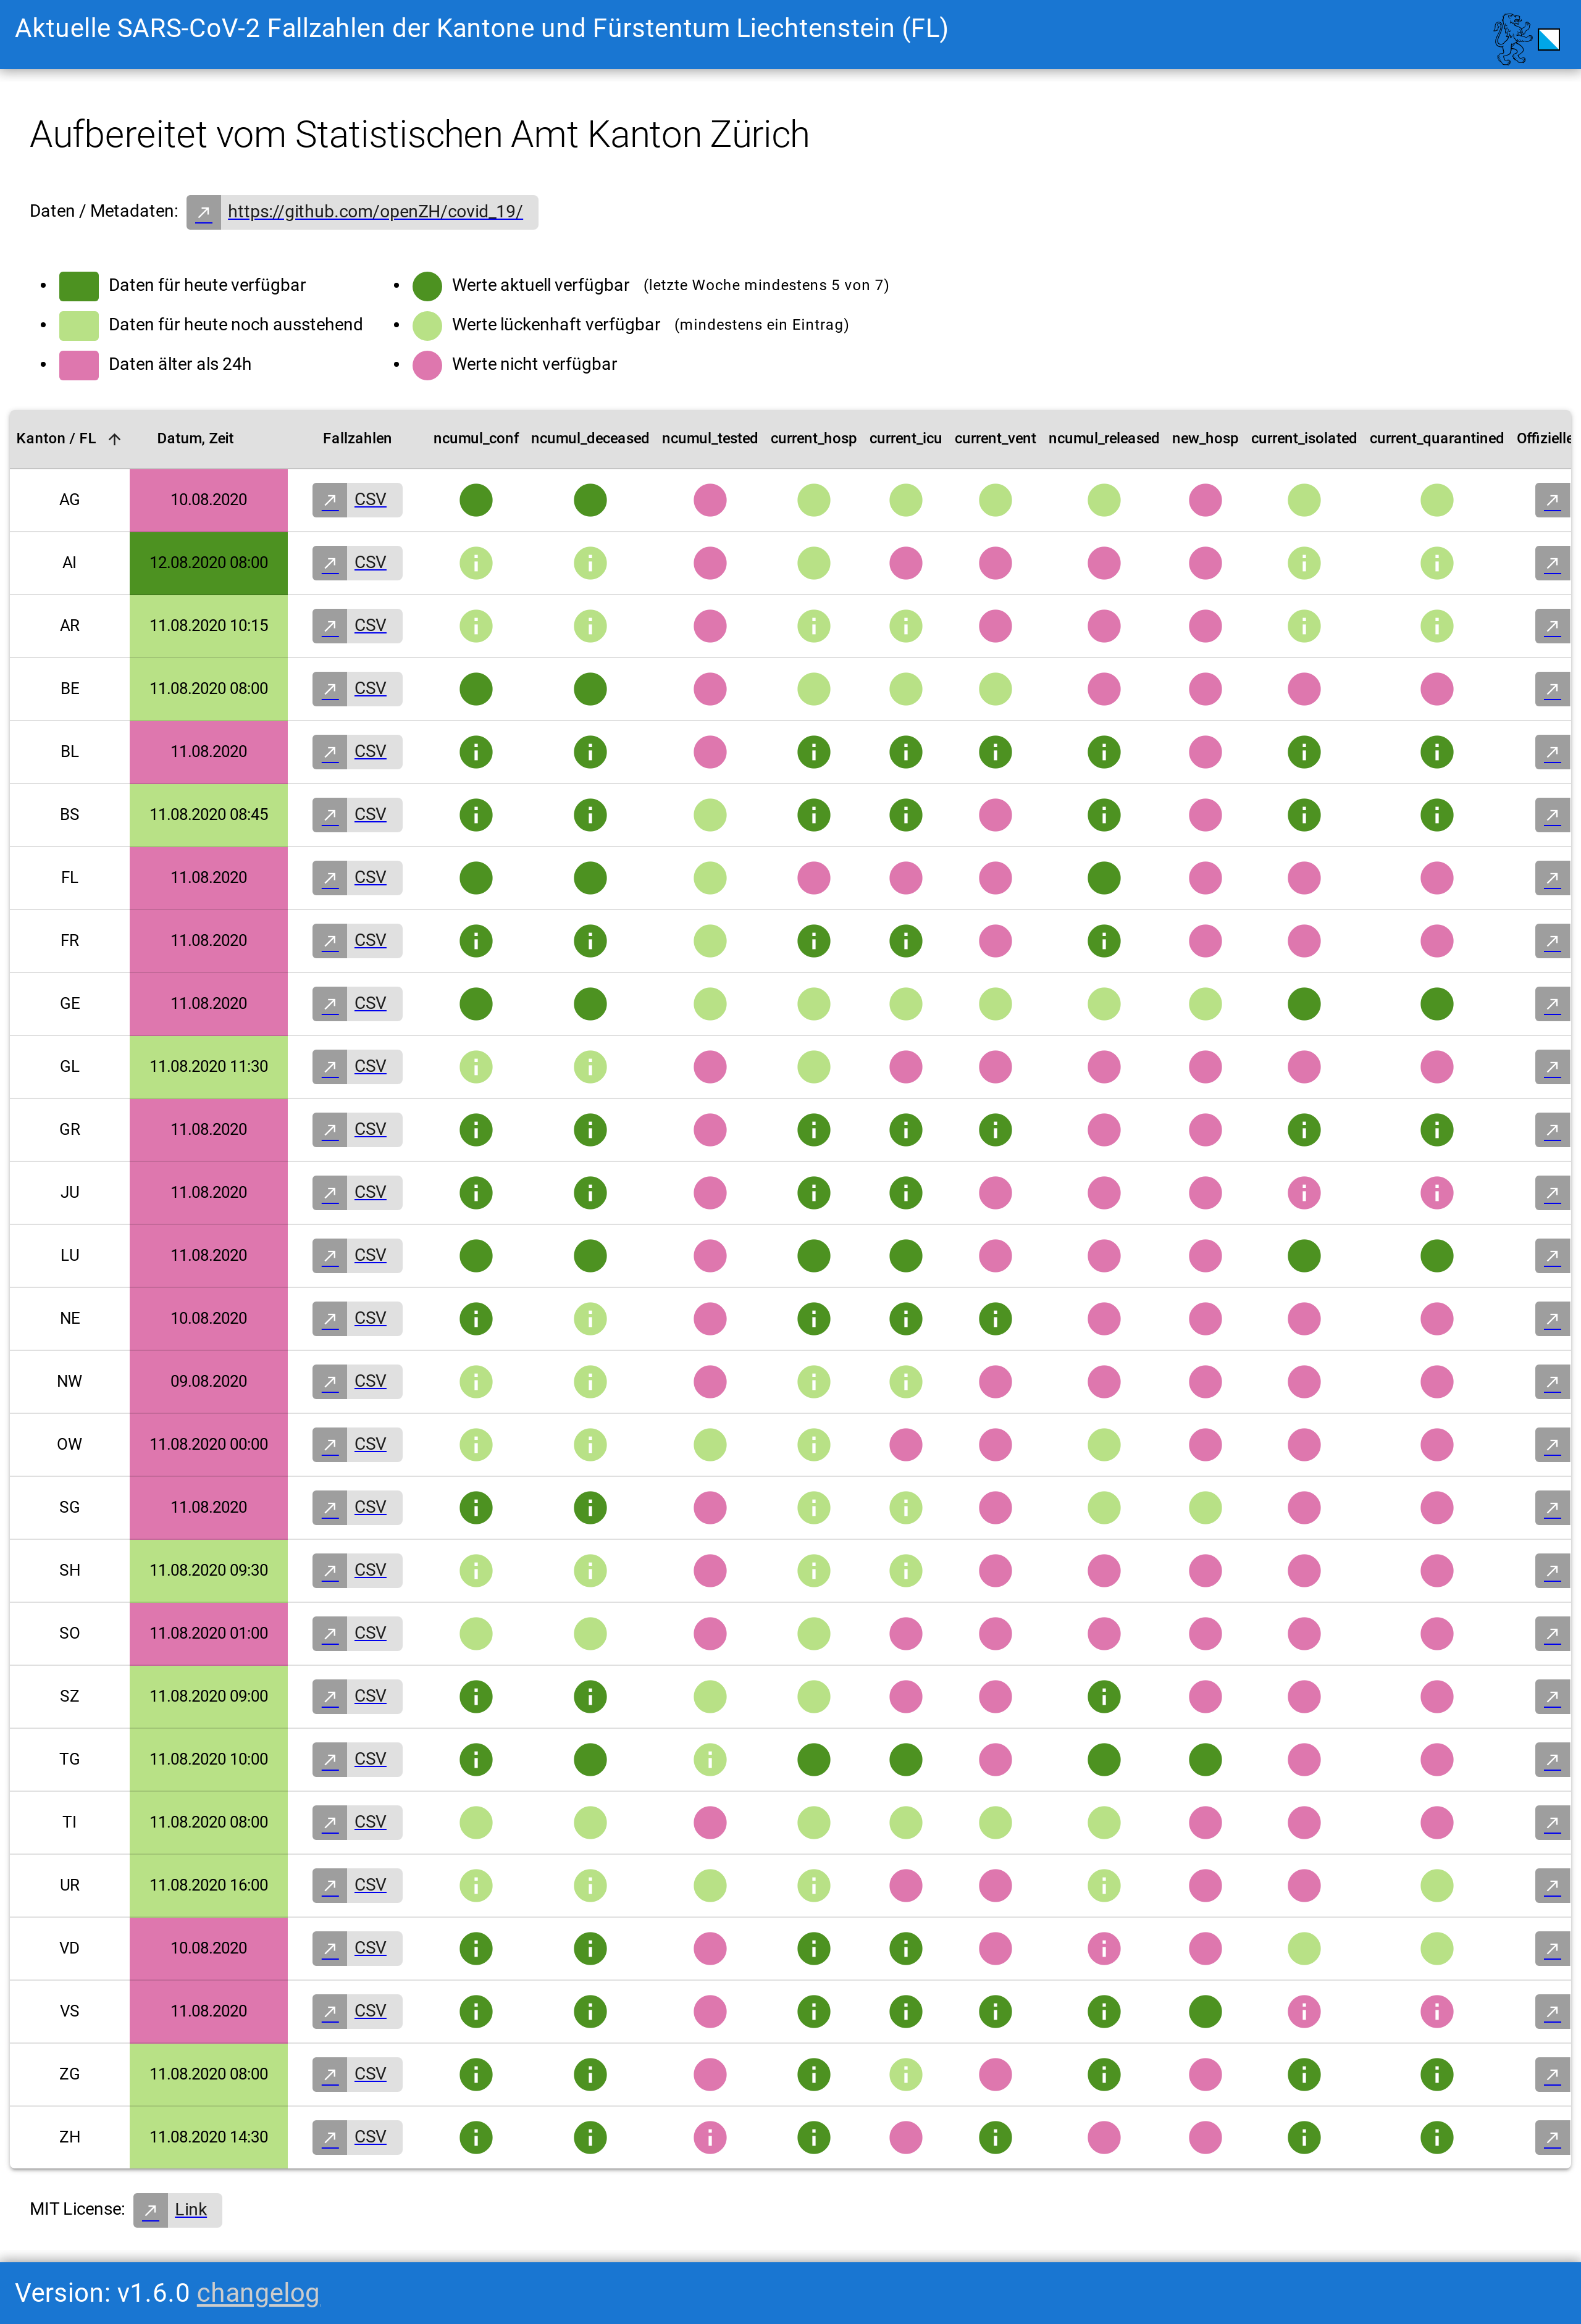 Aktuelle SARS-CoV-2 Fallzahlen der Kantone und Fürstentum Liechtenstein (FL)
Aufbereitet vom Statistischen Amt Kanton Zürich
Daten / Metadaten: https://github.com/openZH/covid_19/
Daten für heute verfügbar
Daten für heute noch ausstehend
Daten älter als 24h
Werte aktuell verfügbar (letzte Woche mindestens 5 von 7)
Werte lückenhaft verfügbar (mindestens ein Eintrag)
Werte nicht verfügbar
Kanton / FL Datum, Zeit Fallzahlen ncumul_conf ncumul_deceased ncumul_tested current_hosp current_icu current_vent ncumul_released new_hosp current_isolated current_quarantined Offizielle
AG 10.08.2020 CSV
AI 12.08.2020 08:00 CSV
AR 11.08.2020 10:15 CSV
BE 11.08.2020 08:00 CSV
BL 11.08.2020 CSV
BS 11.08.2020 08:45 CSV
FL 11.08.2020 CSV
FR 11.08.2020 CSV
GE 11.08.2020 CSV
GL 11.08.2020 11:30 CSV
GR 11.08.2020 CSV
JU 11.08.2020 CSV
LU 11.08.2020 CSV
NE 10.08.2020 CSV
NW 09.08.2020 CSV
OW 11.08.2020 00:00 CSV
SG 11.08.2020 CSV
SH 11.08.2020 09:30 CSV
SO 11.08.2020 01:00 CSV
SZ 11.08.2020 09:00 CSV
TG 11.08.2020 10:00 CSV
TI 11.08.2020 08:00 CSV
UR 11.08.2020 16:00 CSV
VD 10.08.2020 CSV
VS 11.08.2020 CSV
ZG 11.08.2020 08:00 CSV
ZH 11.08.2020 14:30 CSV
MIT License: Link
Version: v1.6.0 changelog